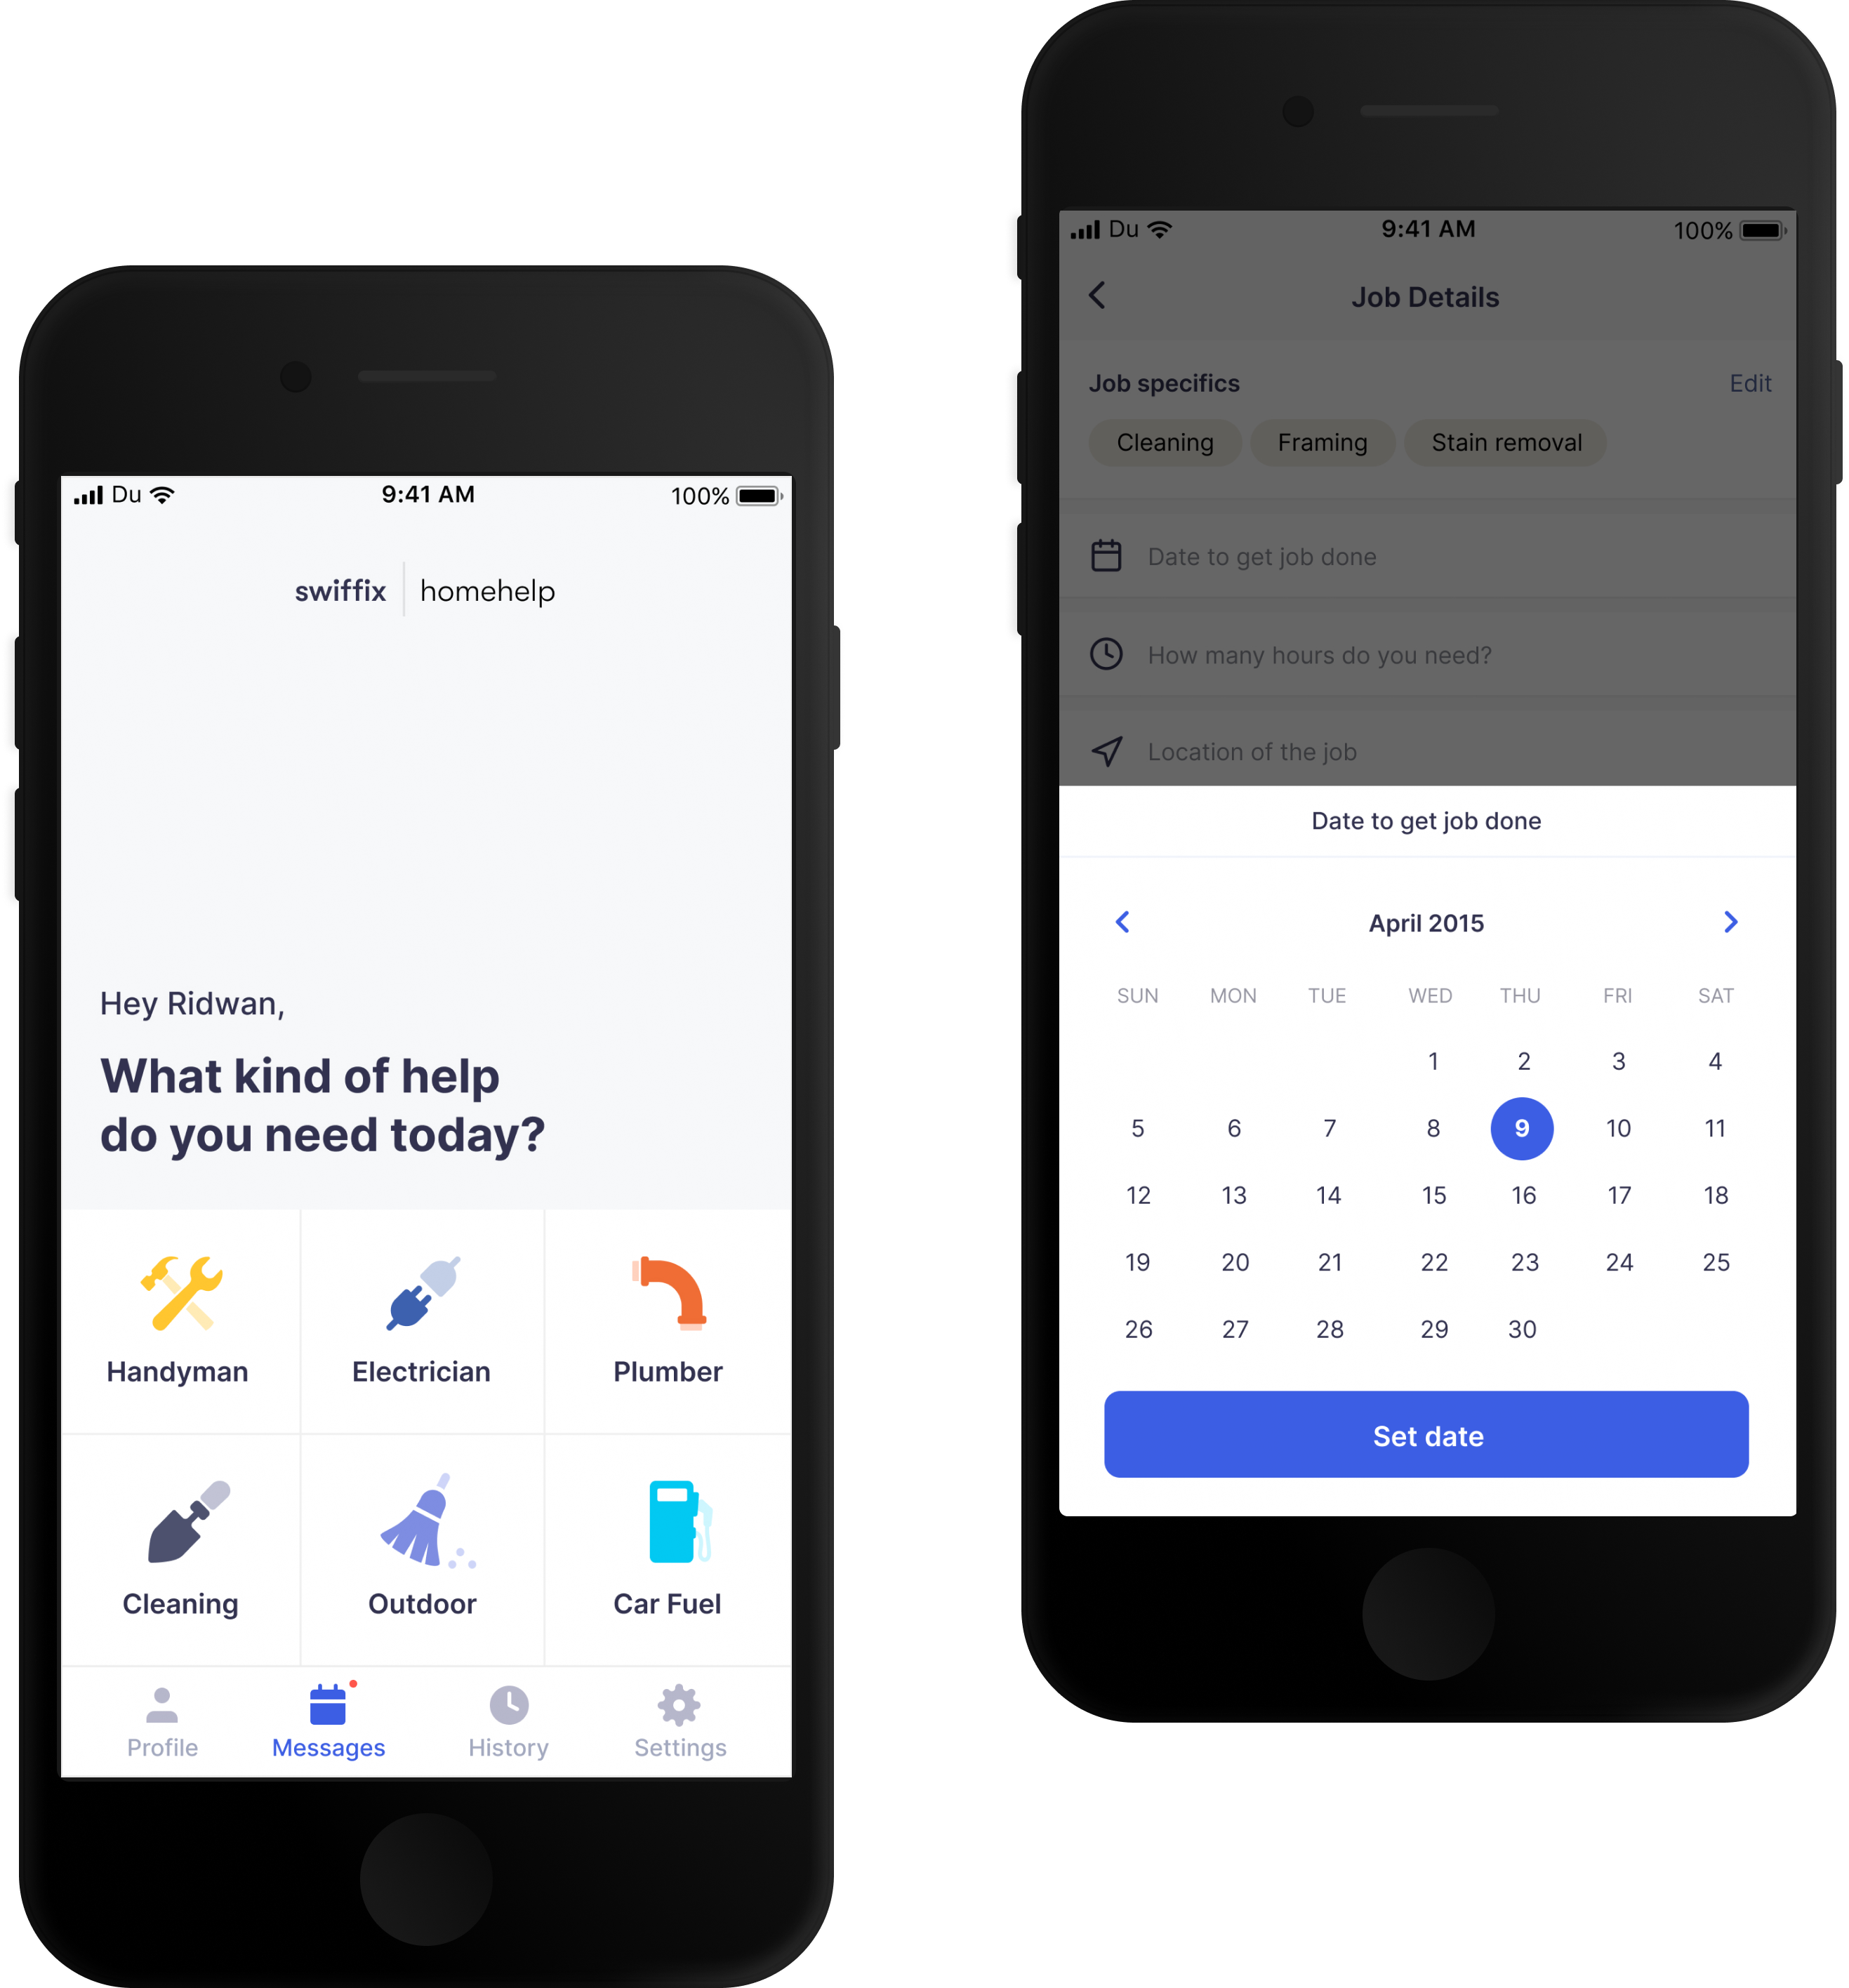 Du 9:41 AM 100%
swiffix homehelp
Hey Ridwan,
What kind of help
do you need today?
Handyman Electrician Plumber
Cleaning Outdoor Car Fuel
Profile Messages History Settings
Du 9:41 AM 100%
Job Details
Job specifics Edit
Cleaning Framing Stain removal
Date to get job done
How many hours do you need?
Location of the job
Date to get job done
April 2015
SUN MON TUE WED THU FRI SAT
1 2 3 4
5 6 7 8 9 10 11
12 13 14 15 16 17 18
19 20 21 22 23 24 25
26 27 28 29 30
Set date